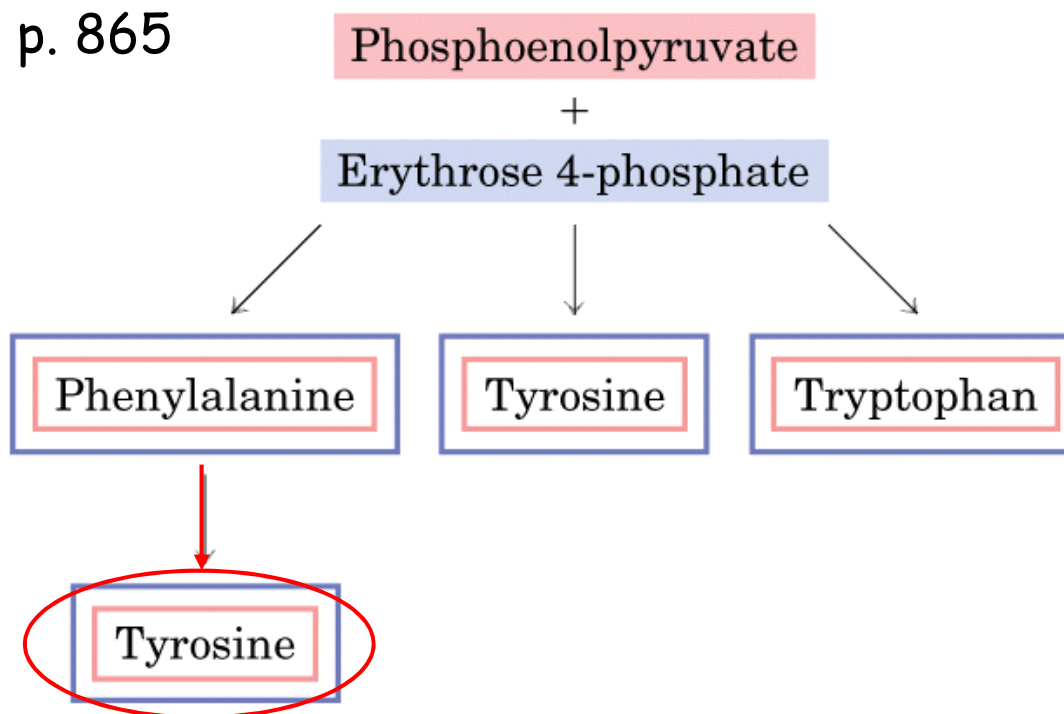 p. 865
Phosphoenolpyruvate
+
Erythrose 4-phosphate
Phenylalanine
Tyrosine
Tryptophan
Tyrosine